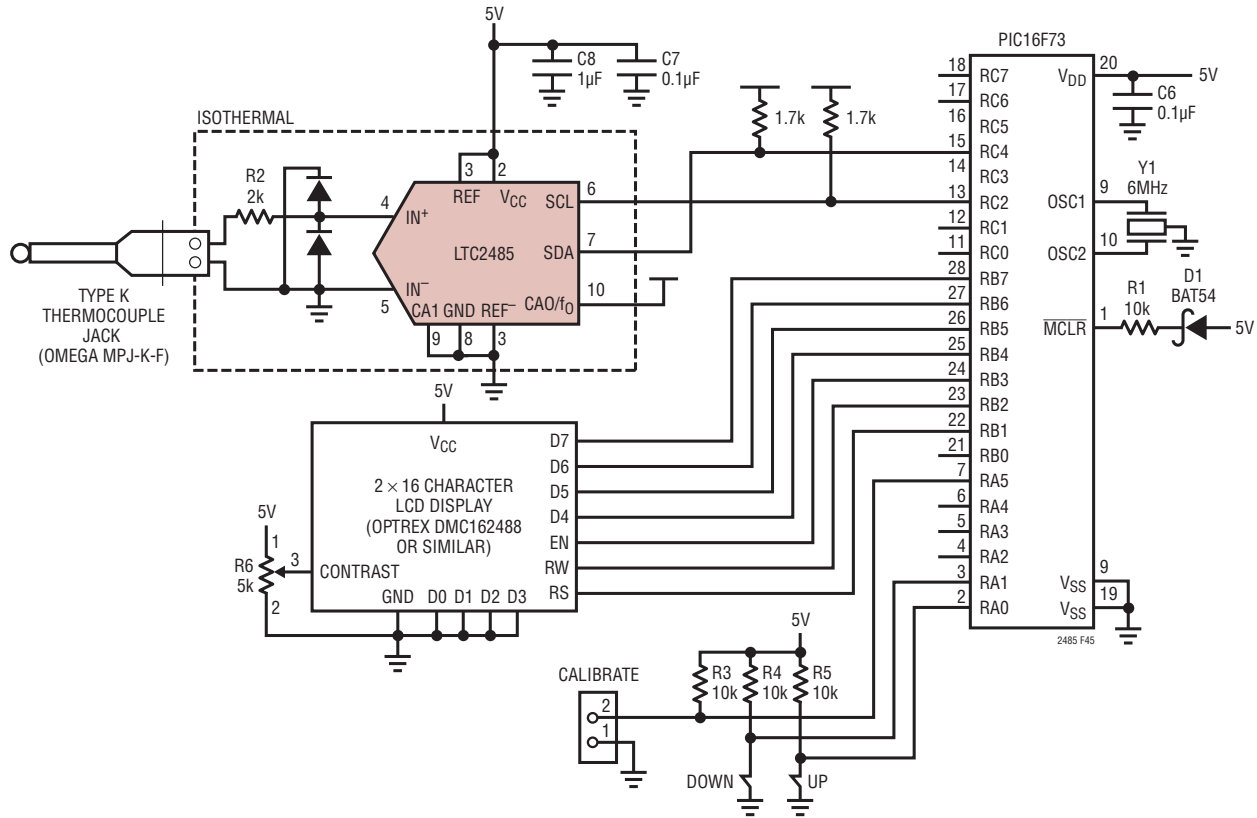 5V
C8
1µF
C7
0.1µF
ISOTHERMAL
R2
2k
4
IN⁺
5
IN⁻
3
REF
2
V_CC
SCL
6
SDA
7
LTC2485
CAO/f_O
10
CA1
GND
REF⁻
9
8
3
TYPE K
THERMOCOUPLE
JACK
(OMEGA MPJ-K-F)
1.7k
1.7k
PIC16F73
18
RC7
17
RC6
16
RC5
15
RC4
14
RC3
13
RC2
12
RC1
11
RC0
28
RB7
27
RB6
26
RB5
25
RB4
24
RB3
23
RB2
22
RB1
21
RB0
7
RA5
6
RA4
5
RA3
4
RA2
3
RA1
2
RA0
V_DD
20
5V
C6
0.1µF
Y1
6MHz
OSC1
9
OSC2
10
MCLR
1
R1
10k
D1
BAT54
5V
V_SS
9
V_SS
19
2485 F45
5V
V_CC
2 × 16 CHARACTER
LCD DISPLAY
(OPTREX DMC162488
OR SIMILAR)
D7
D6
D5
D4
EN
RW
RS
CONTRAST
GND D0 D1 D2 D3
5V
1
R6
5k
3
2
CALIBRATE
2
1
5V
R3
10k
R4
10k
R5
10k
DOWN
UP